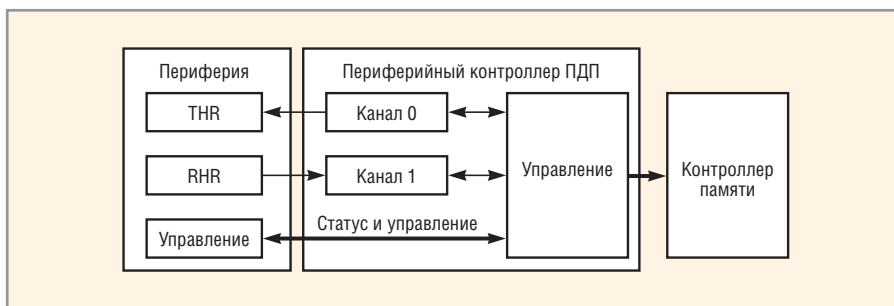 Периферия
Периферийный контроллер ПДП
THR
Канал 0
RHR
Канал 1
Управление
Контроллер
памяти
Статус и управление
Управление